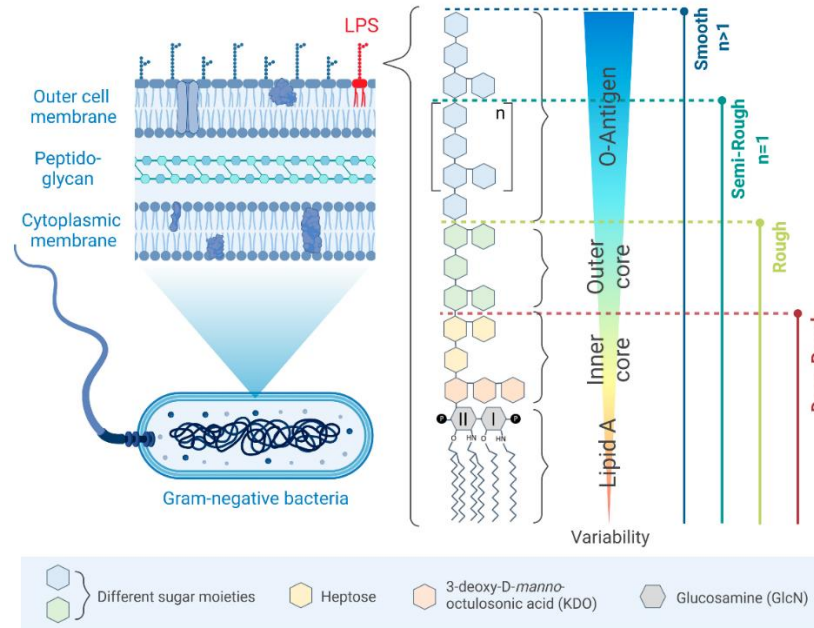 LPS
Outer cell
membrane
Peptido-
glycan
Cytoplasmic
membrane
Gram-negative bacteria
n
O-Antigen
Outer
core
Inner
core
Lipid A
P
II
I
P
O
HN
O
HN
Variability
Smooth
n>1
Semi-Rough
n=1
Rough
Different sugar moieties
Heptose
3-deoxy-D-manno-
octulosonic acid (KDO)
Glucosamine (GlcN)